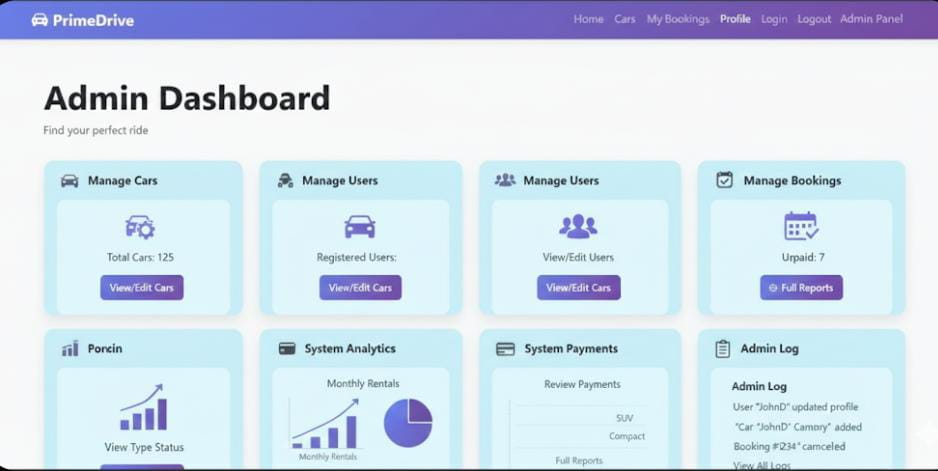 PrimeDrive
Home Cars My Bookings Profile Login Logout Admin Panel
Admin Dashboard
Find your perfect ride
Manage Cars
Total Cars: 125
View/Edit Cars
Manage Users
Registered Users:
View/Edit Cars
Manage Users
View/Edit Users
View/Edit Cars
Manage Bookings
Urpaid: 7
Full Reports
Porcin
View Type Status
System Analytics
Monthly Rentals
Monthly Rentals
System Payments
Review Payments
SUV
Compact
Full Reports
Admin Log
Admin Log
User "JohnD" updated profile
"Car "JohnD" Camory" added
Booking #1234" camceled
View All Logs